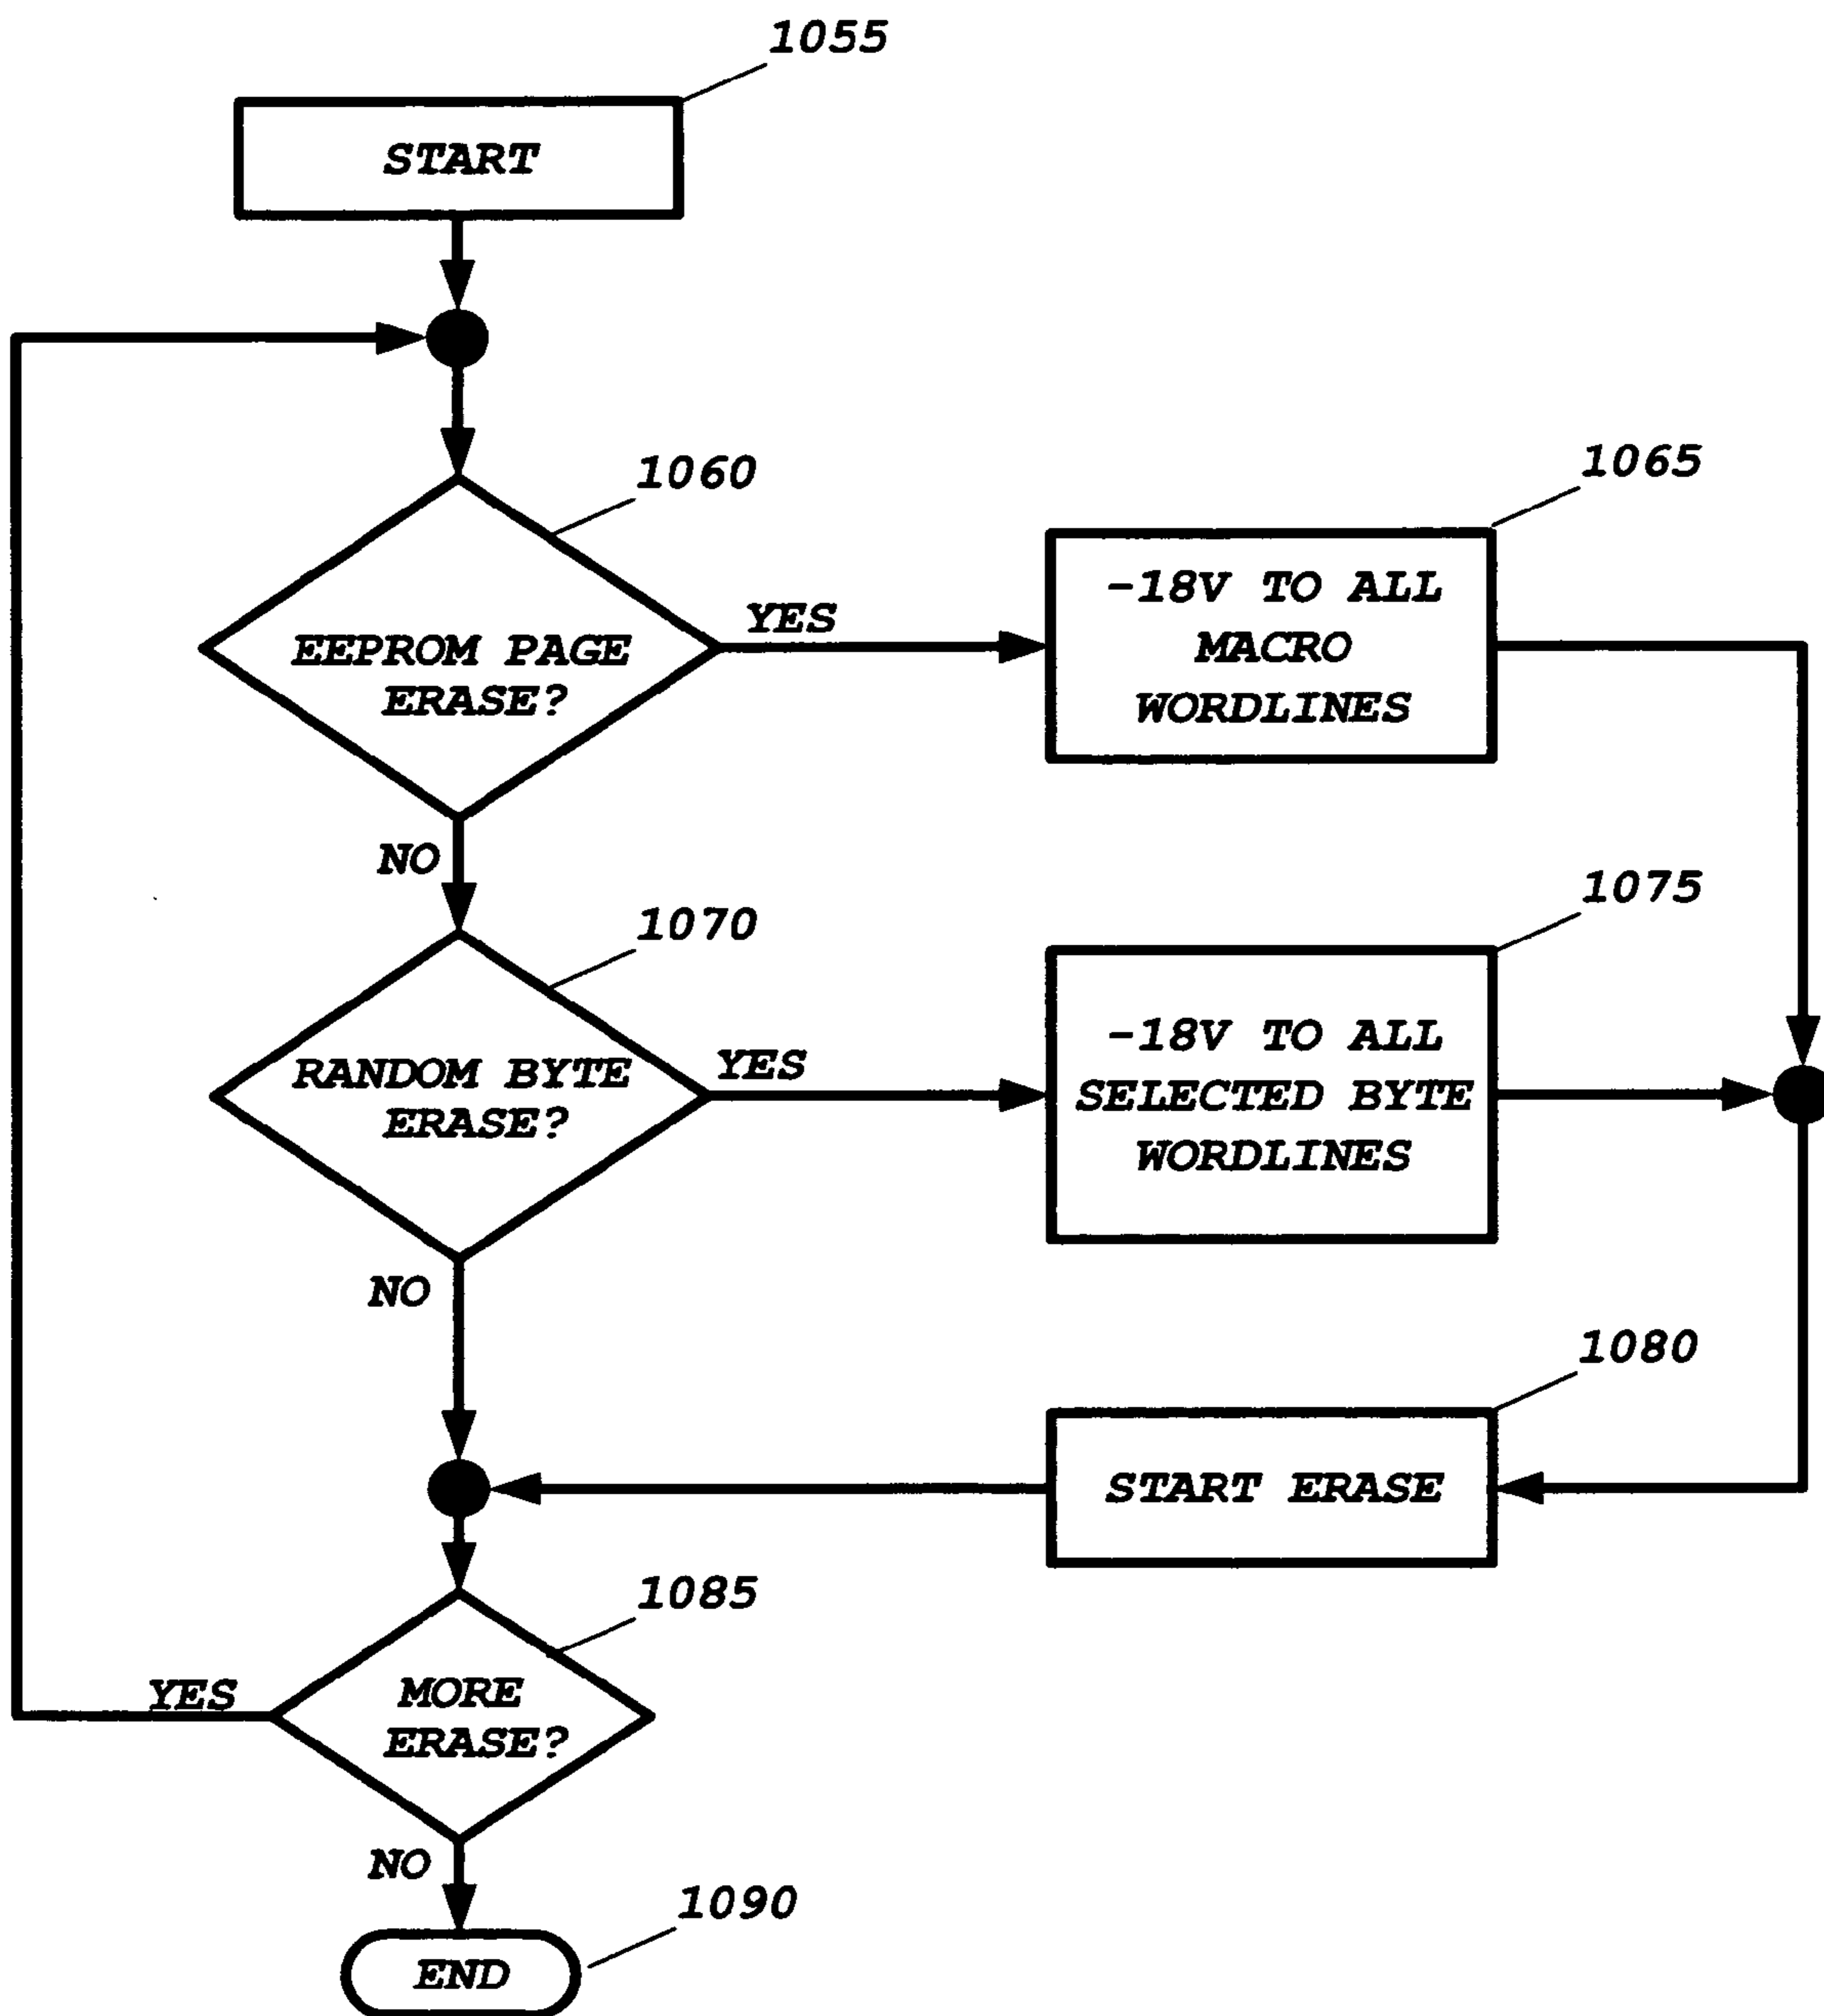 1055
START
1060
1065
-18V TO ALL
MACRO
WORDLINES
YES
EEPROM PAGE
ERASE?
NO
1070
1075
-18V TO ALL
SELECTED BYTE
WORDLINES
YES
RANDOM BYTE
ERASE?
NO
1080
START ERASE
1085
YES
MORE
ERASE?
NO
1090
END